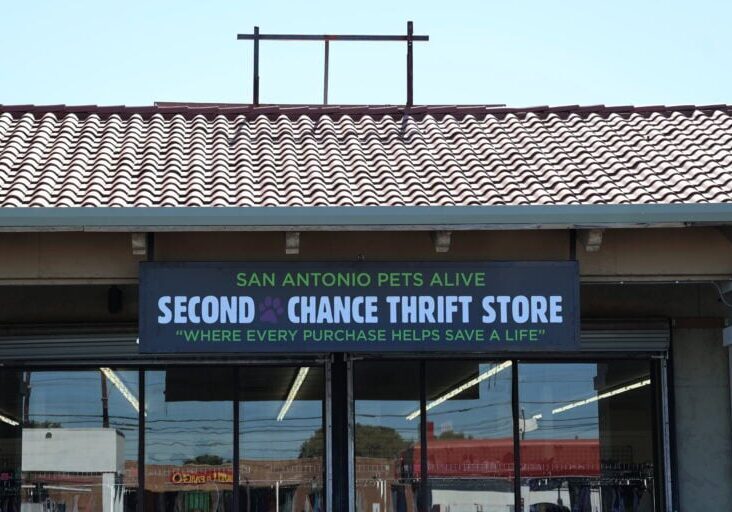 SAN ANTONIO PETS ALIVE
SECOND CHANCE THRIFT STORE
“WHERE EVERY PURCHASE HELPS SAVE A LIFE”